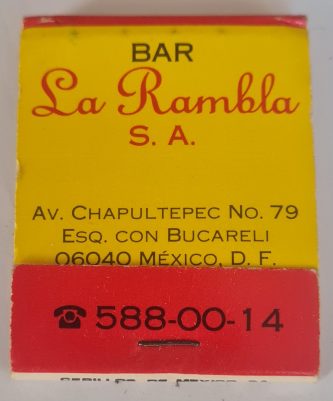 BAR
La Rambla
S. A.
AV. CHAPULTEPEC NO. 79
ESQ. CON BUCARELI
06040 MÉXICO, D. F.
☎ 588-00-14